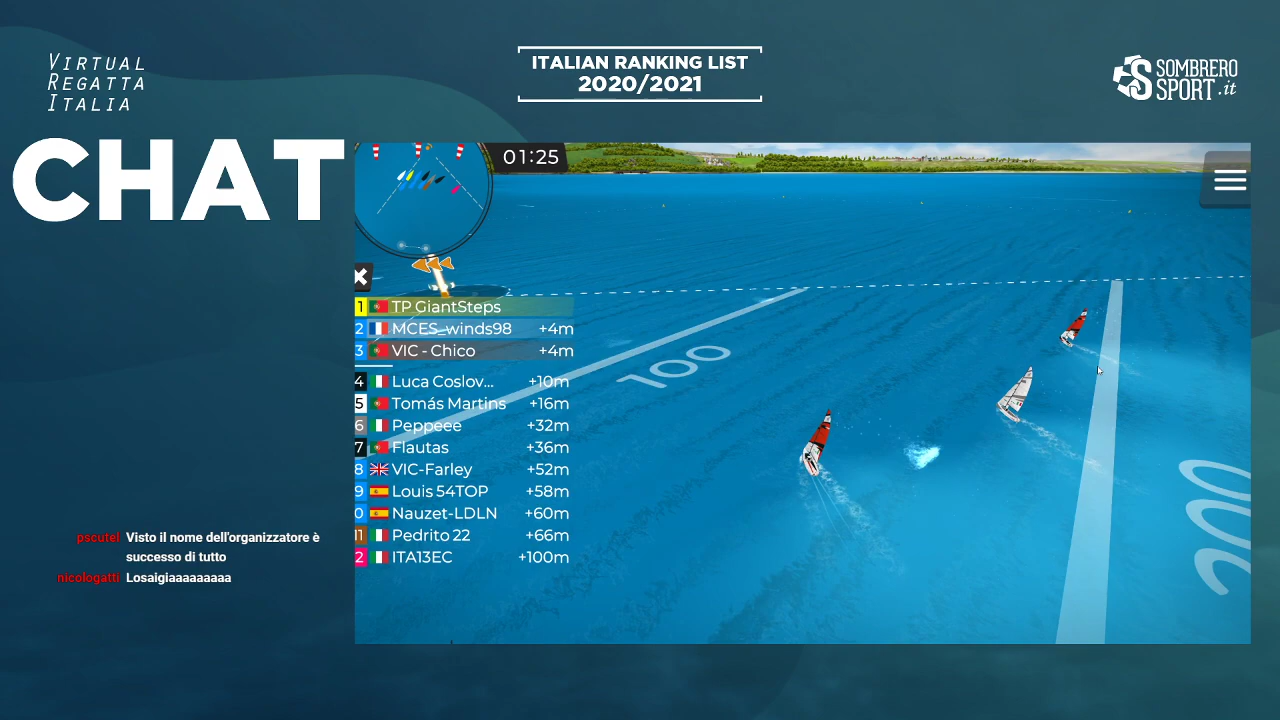 VIRTUAL
REGATTA
ITALIA
ITALIAN RANKING LIST
2020/2021
SOMBRERO
SPORT.it
CHAT
01:25
1 TP GiantSteps
2 MCES_winds98 +4m
3 VIC - Chico +4m
4 Luca Coslov... +10m
5 Tomás Martins +16m
6 Peppeee +32m
7 Flautas +36m
8 VIC-Farley +52m
9 Louis 54TOP +58m
0 Nauzet-LDLN +60m
11 Pedrito 22 +66m
2 ITA13EC +100m
100
pscutel Visto il nome dell'organizzatore è
successo di tutto
nicologatti Losaigiaaaaaaaaa